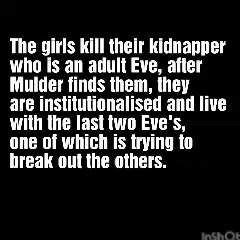 The girls kill their kidnapper
who is an adult Eve, after
Mulder finds them, they
are institutionalised and live
with the last two Eve's,
one of which is trying to
break out the others.